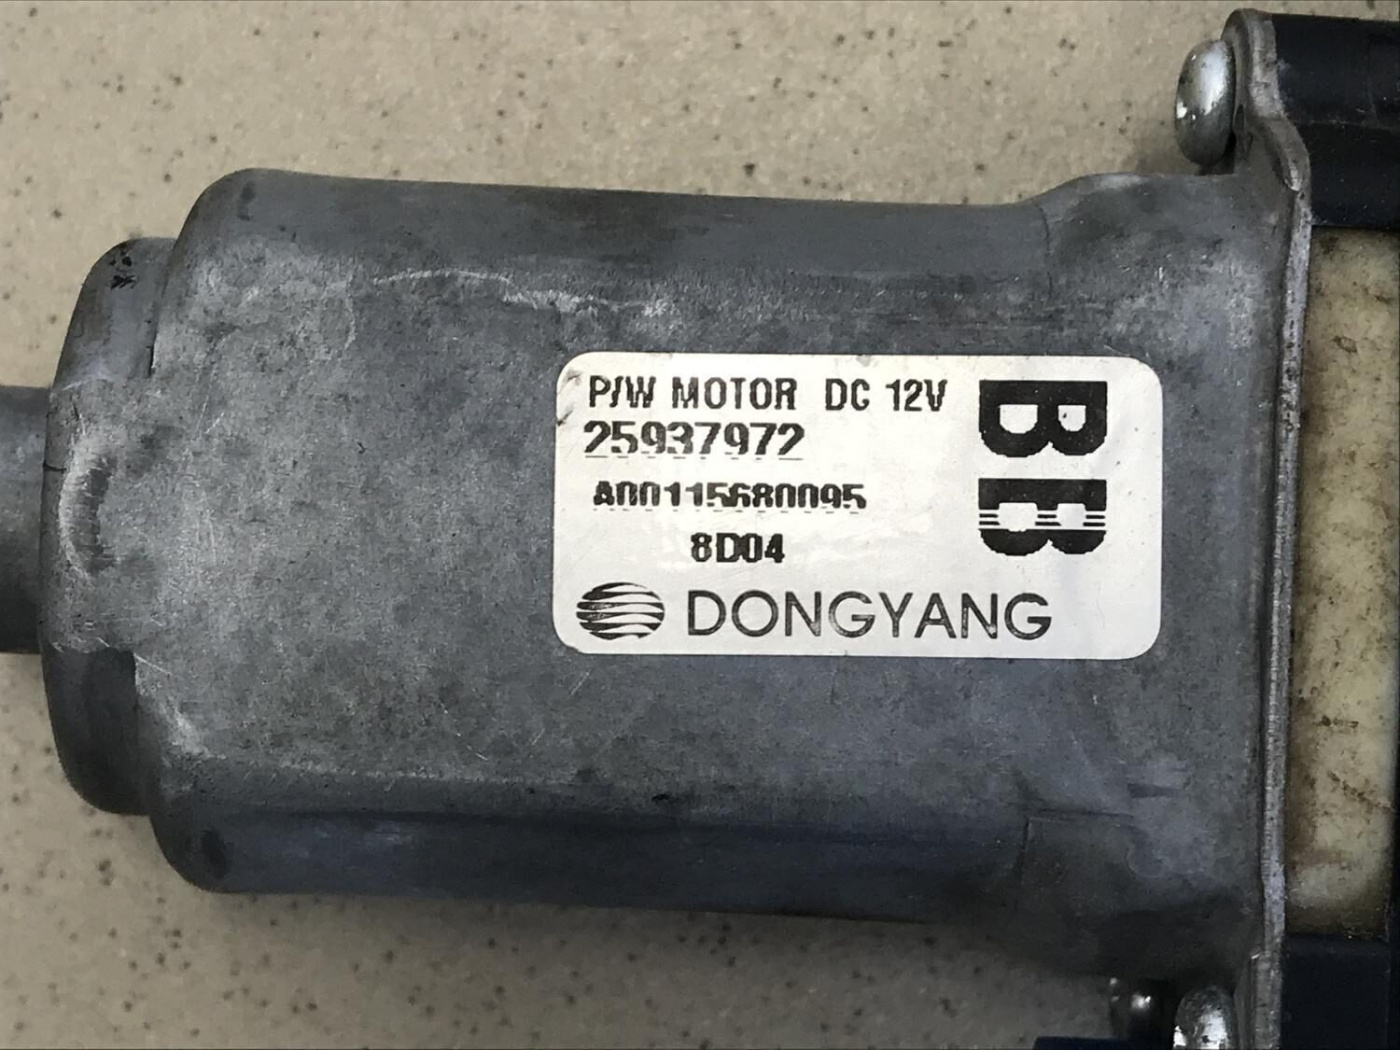 P/W MOTOR DC 12V
25937972
A00115680095
8D04
DONGYANG
BB